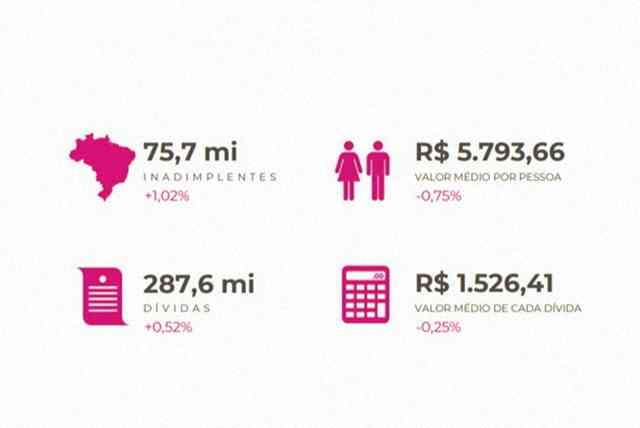 75,7 mi
INADIMPLENTES
+1,02%
R$ 5.793,66
VALOR MÉDIO POR PESSOA
-0,75%
287,6 mi
DÍVIDAS
+0,52%
.00
R$ 1.526,41
VALOR MÉDIO DE CADA DÍVIDA
-0,25%